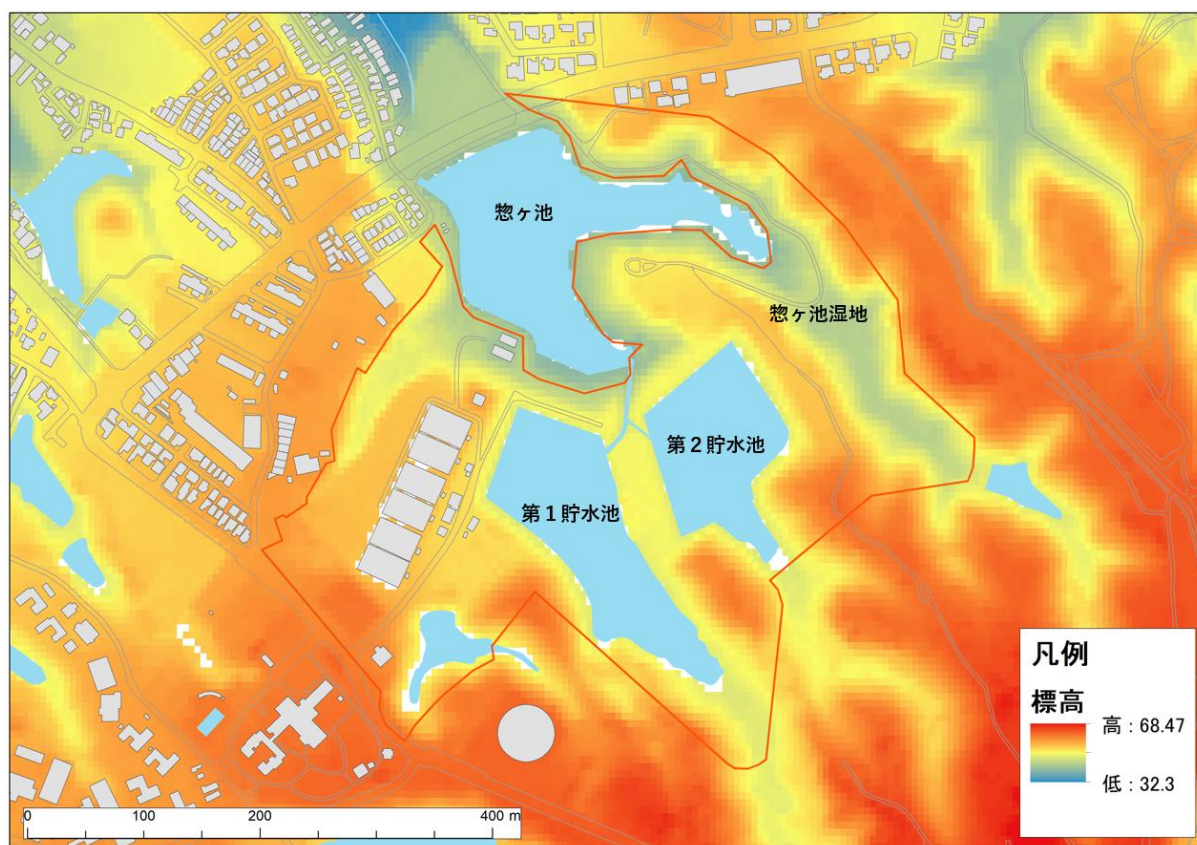 惣ヶ池
惣ヶ池湿地
第２貯水池
第１貯水池
凡例
標高
高 : 68.47
低 : 32.3
0 100 200 400 m